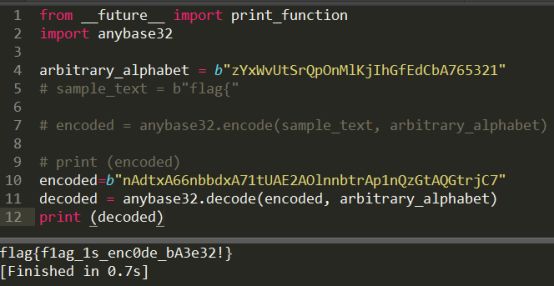 1 from __future__ import print_function
2 import anybase32
3
4 arbitrary_alphabet = b"zYxWvUtSrQpOnMlKjIhGfEdCbA765321"
5 # sample_text = b"flag{"
6
7 # encoded = anybase32.encode(sample_text, arbitrary_alphabet)
8
9 # print (encoded)
10 encoded=b"nAdtxA66nbbdxA71tUAE2AOlnnbtrAp1nQzGtAQGtrjC7"
11 decoded = anybase32.decode(encoded, arbitrary_alphabet)
12 print (decoded)
flag{f1ag_1s_enc0de_bA3e32!}
[Finished in 0.7s]